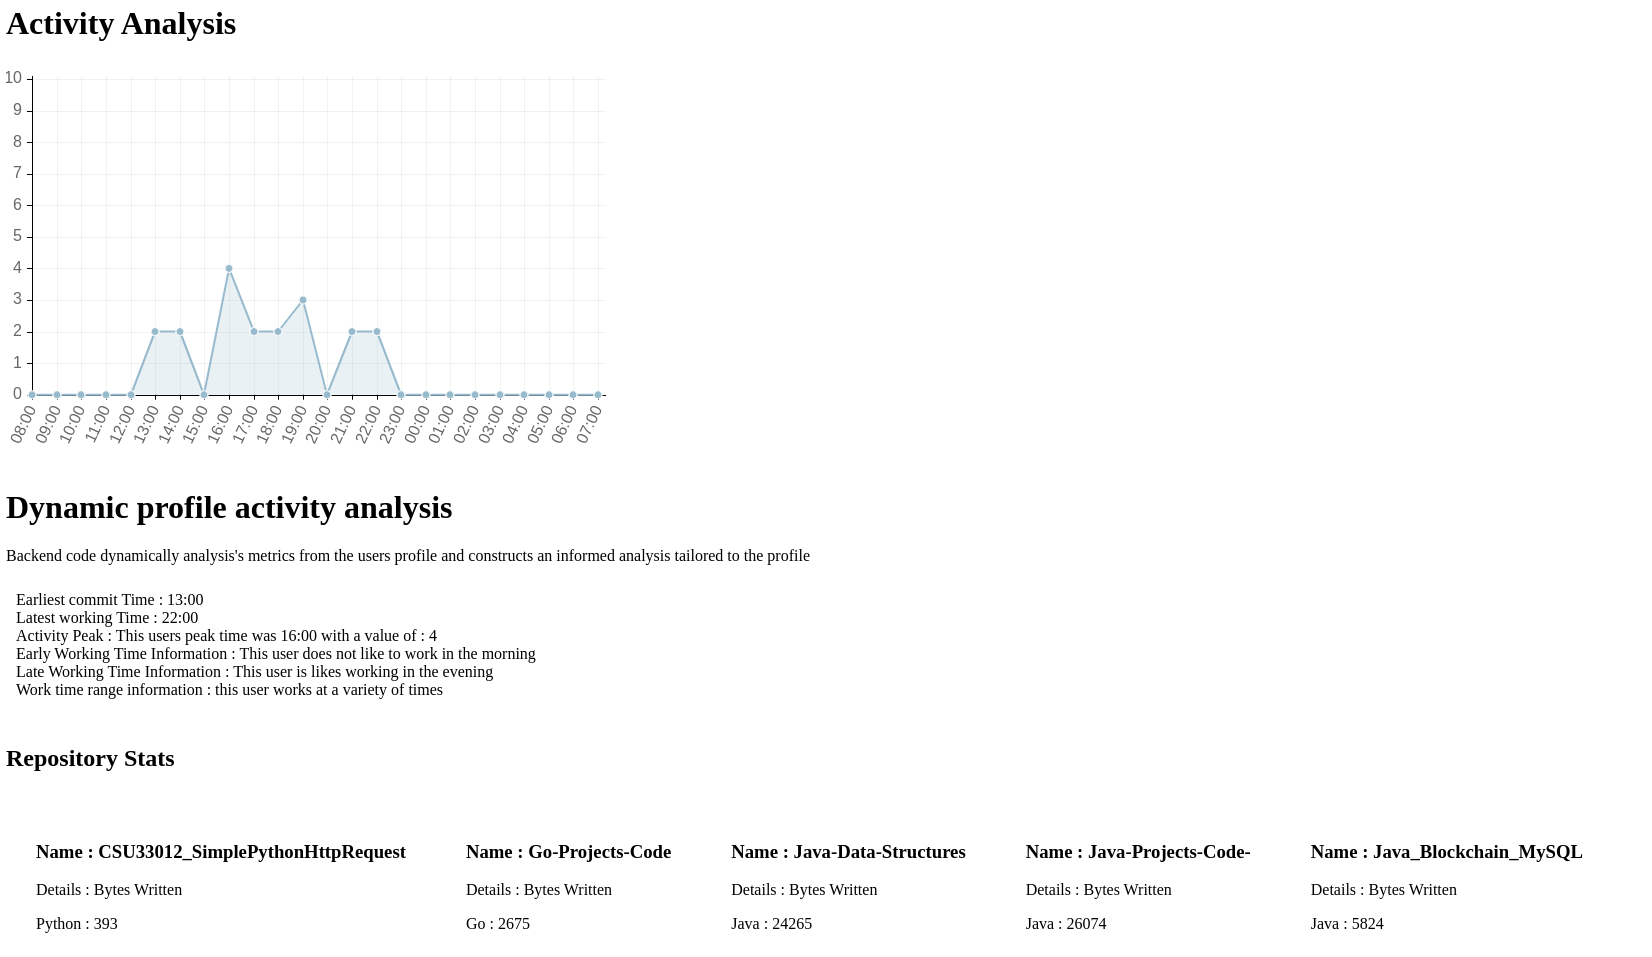 Activity Analysis
10
9
8
7
6
5
4
3
2
1
0
08:00 09:00 10:00 11:00 12:00 13:00 14:00 15:00 16:00 17:00 18:00 19:00 20:00 21:00 22:00 23:00 00:00 01:00 02:00 03:00 04:00 05:00 06:00 07:00
Dynamic profile activity analysis
Backend code dynamically analysis's metrics from the users profile and constructs an informed analysis tailored to the profile
Earliest commit Time : 13:00
Latest working Time : 22:00
Activity Peak : This users peak time was 16:00 with a value of : 4
Early Working Time Information : This user does not like to work in the morning
Late Working Time Information : This user is likes working in the evening
Work time range information : this user works at a variety of times
Repository Stats
Name : CSU33012_SimplePythonHttpRequest
Details : Bytes Written
Python : 393
Name : Go-Projects-Code
Details : Bytes Written
Go : 2675
Name : Java-Data-Structures
Details : Bytes Written
Java : 24265
Name : Java-Projects-Code-
Details : Bytes Written
Java : 26074
Name : Java_Blockchain_MySQL
Details : Bytes Written
Java : 5824